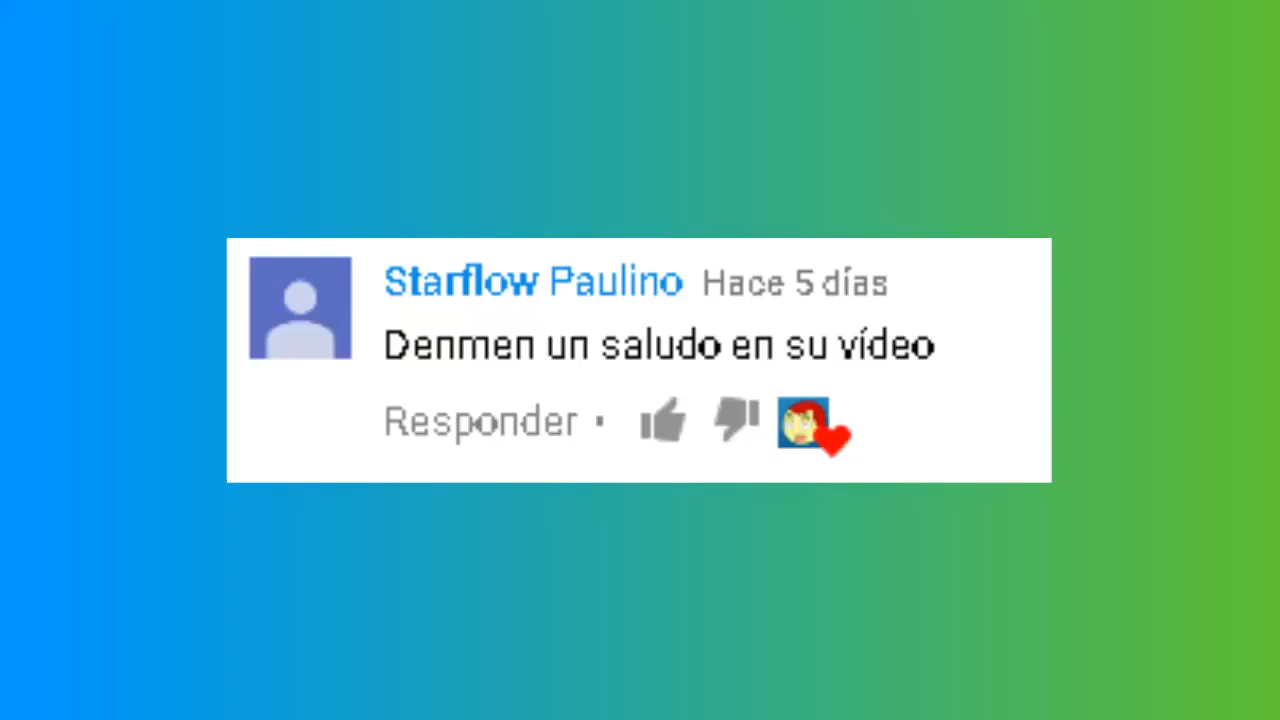 Starflow Paulino Hace 5 días
Denmen un saludo en su vídeo
Responder ·